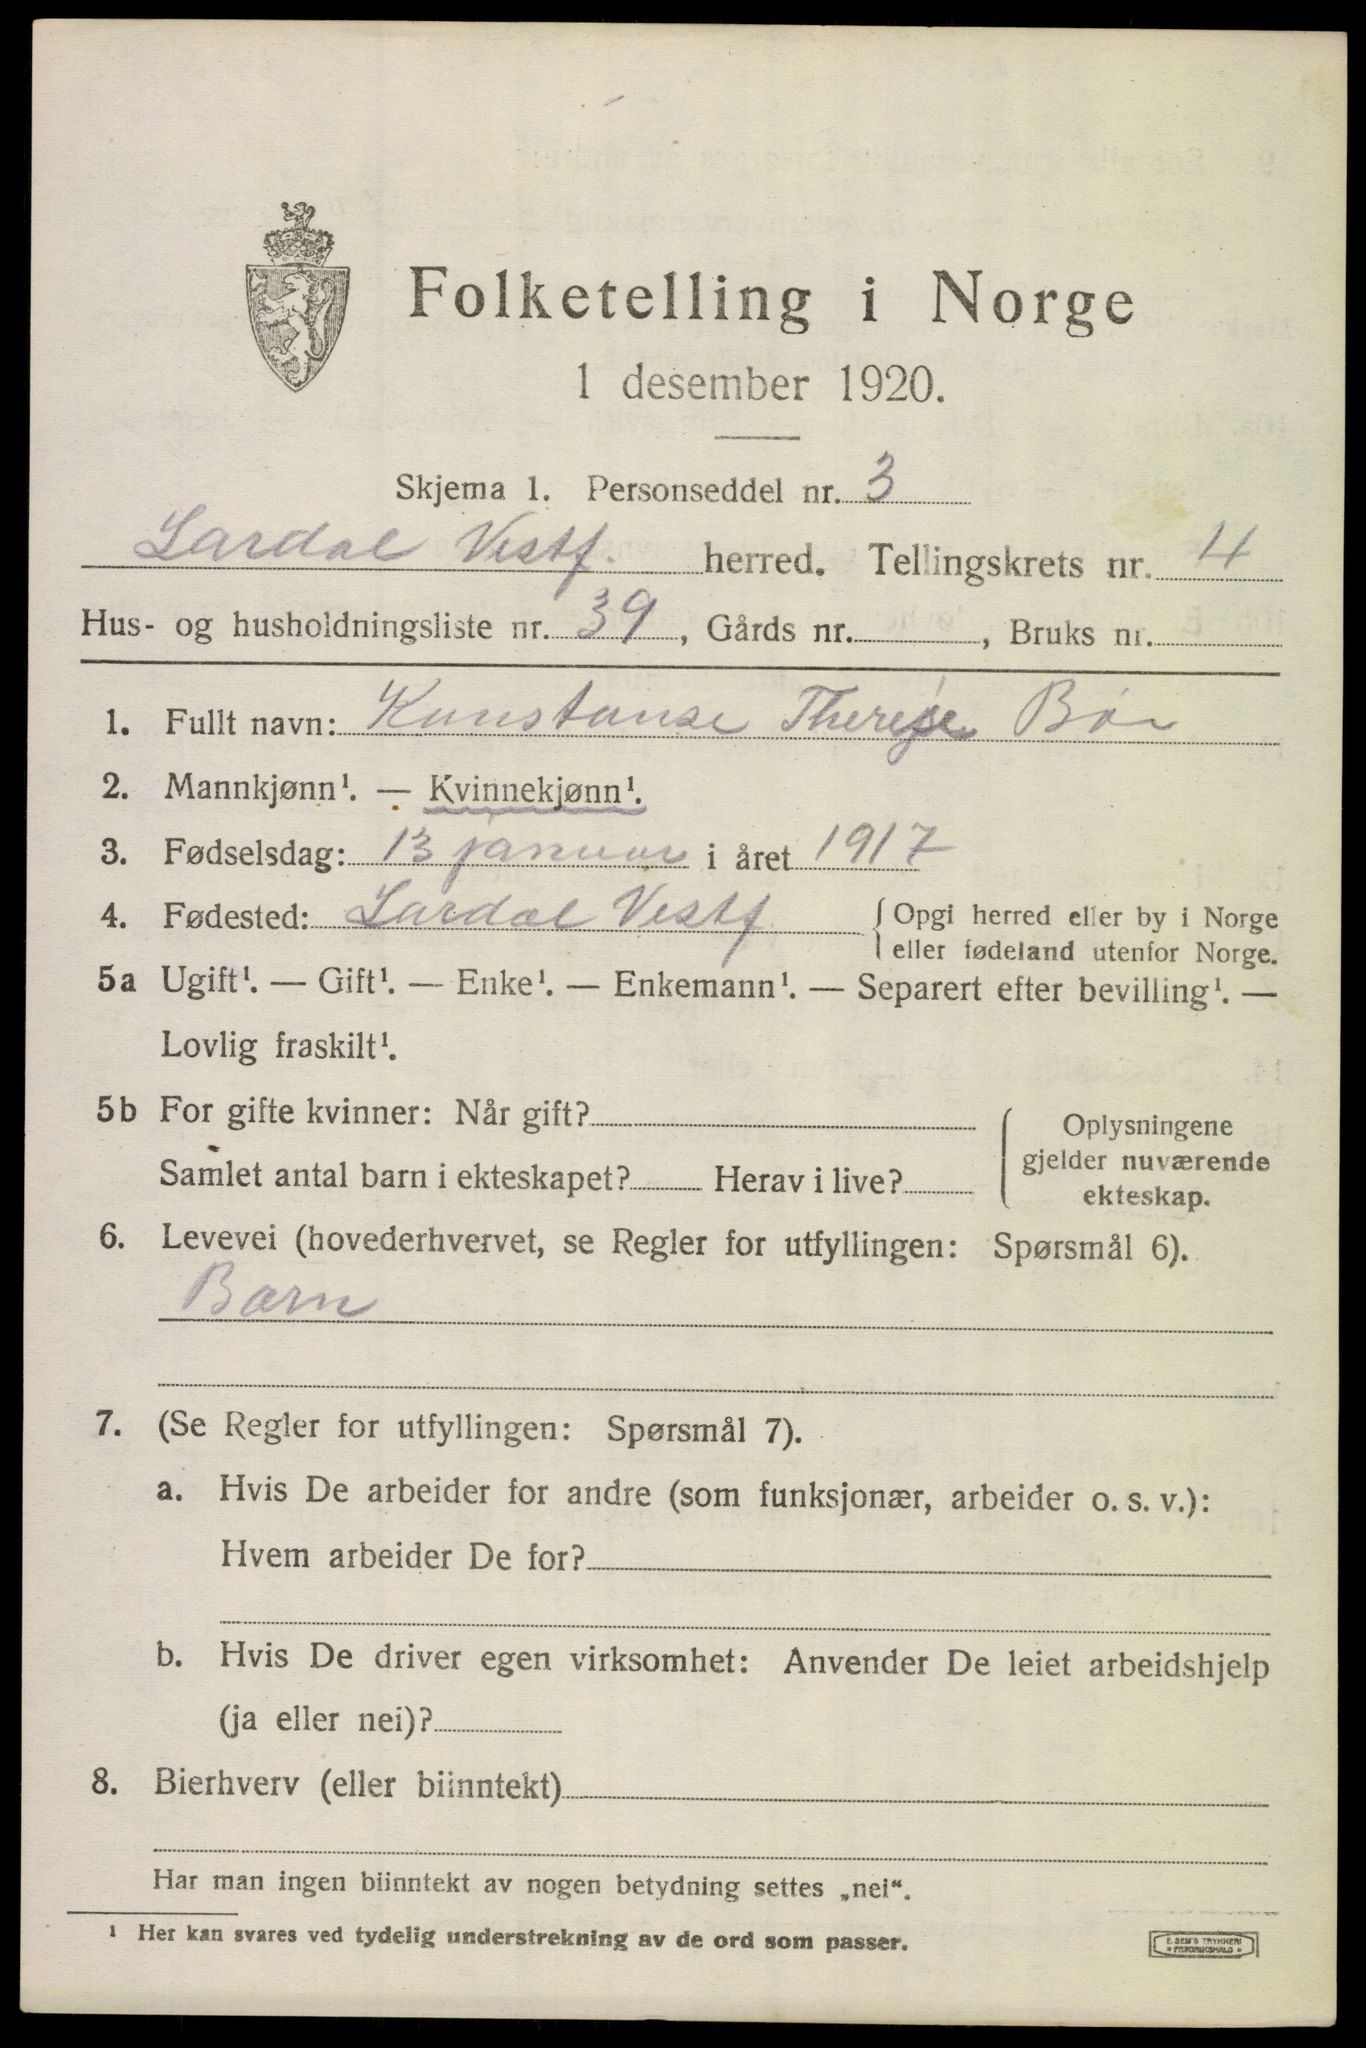 Folketelling i Norge
1 desember 1920.
Skjema 1. Personseddel nr. 3
Lardal Vestf. herred. Tellingskrets nr. 4
Hus- og husholdningsliste nr. 39, Gårds nr. , Bruks nr.
1. Fullt navn: Kunstanse Therese Bør
2. Mannkjønn¹. — Kvinnekjønn¹.
3. Fødselsdag: 13 januar i året 1917
4. Fødested: Lardal Vestf. { Opgi herred eller by i Norge
eller fødeland utenfor Norge.
5a Ugift¹. — Gift¹. — Enke¹. — Enkemann¹. — Separert efter bevilling¹. —
Lovlig fraskilt¹.
5b For gifte kvinner: Når gift?
Samlet antal barn i ekteskapet? Herav i live?
Oplysningene
gjelder nuværende
ekteskap.
6. Levevei (hovederhvervet, se Regler for utfyllingen: Spørsmål 6).
Barn
7. (Se Regler for utfyllingen: Spørsmål 7).
a. Hvis De arbeider for andre (som funksjonær, arbeider o. s. v.):
Hvem arbeider De for?
b. Hvis De driver egen virksomhet: Anvender De leiet arbeidshjelp
(ja eller nei)?
8. Bierhverv (eller biinntekt)
Har man ingen biinntekt av nogen betydning settes „nei“.
¹ Her kan svares ved tydelig understrekning av de ord som passer.
E. SEM'S TRYKKERI
FREDRIKSHALD